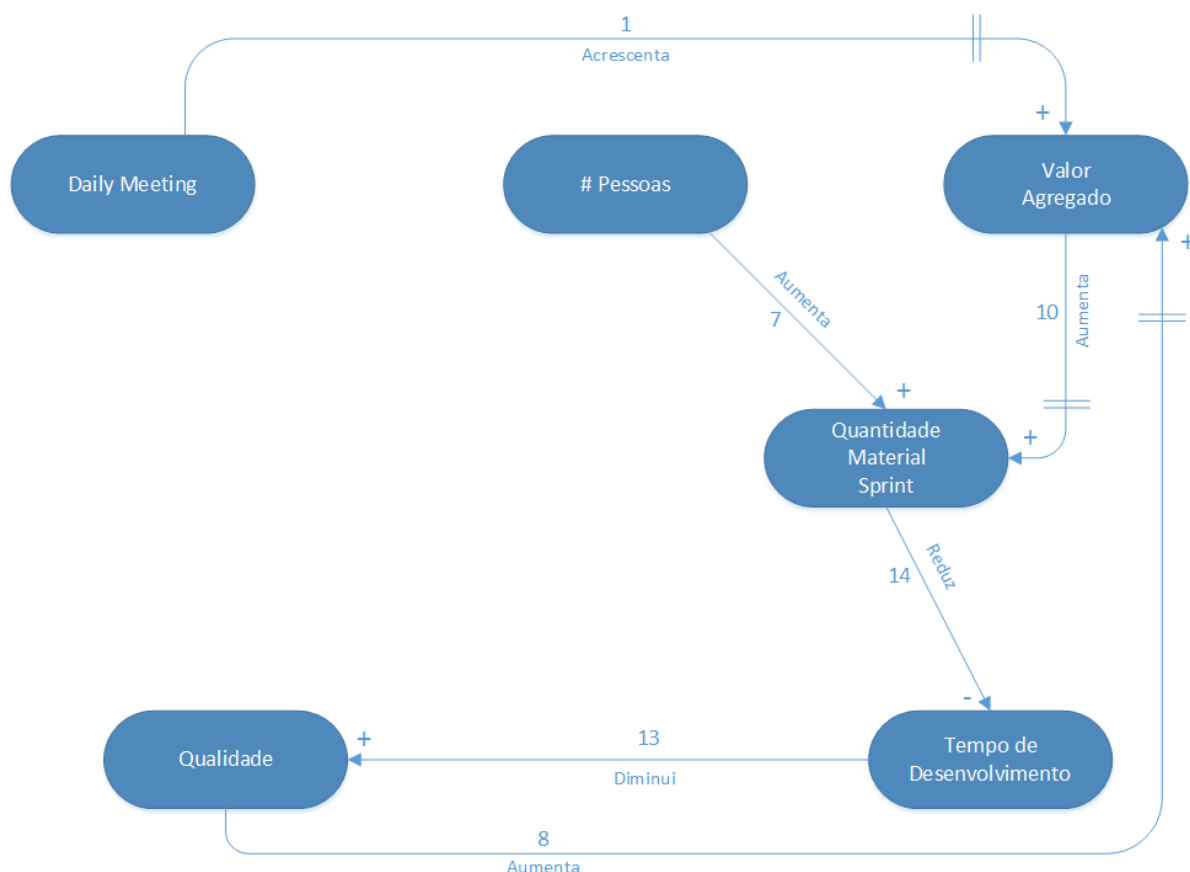 1
Acrescenta
+
Daily Meeting
# Pessoas
Valor
Agregado
+
Aumenta
7
10
Aumenta
+
+
Quantidade
Material
Sprint
Reduz
14
-
+
13
Qualidade
Diminui
Tempo de
Desenvolvimento
8
Aumenta